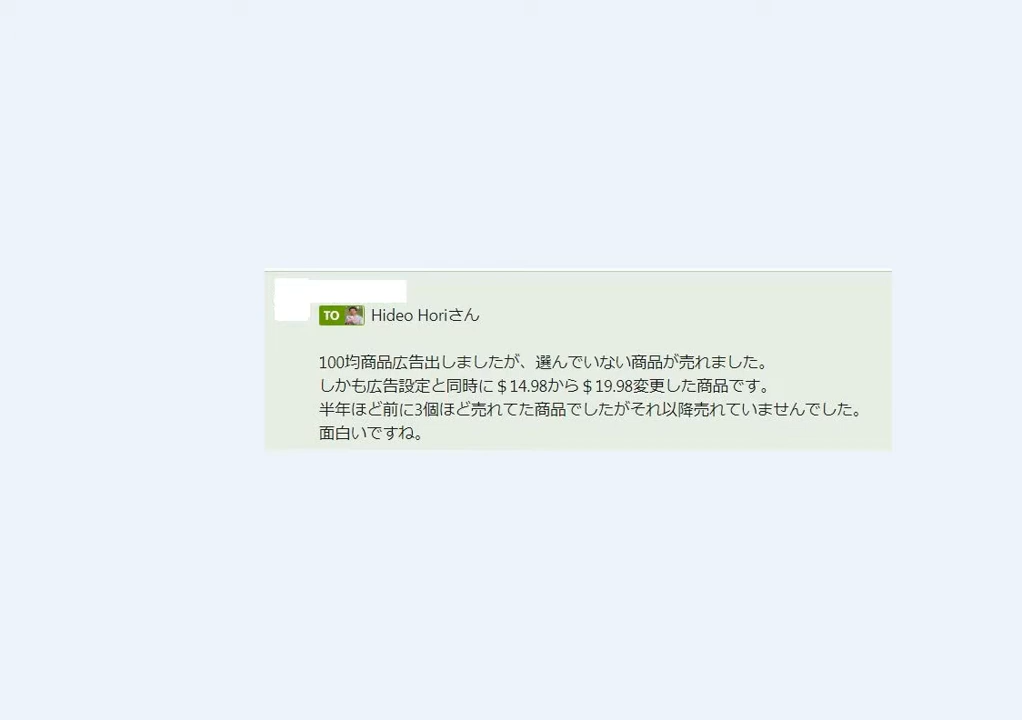 TO Hideo Horiさん
100均商品広告出しましたが、選んでいない商品が売れました。
しかも広告設定と同時に＄14.98から＄19.98変更した商品です。
半年ほど前に3個ほど売れてた商品でしたがそれ以降売れていませんでした。
面白いですね。